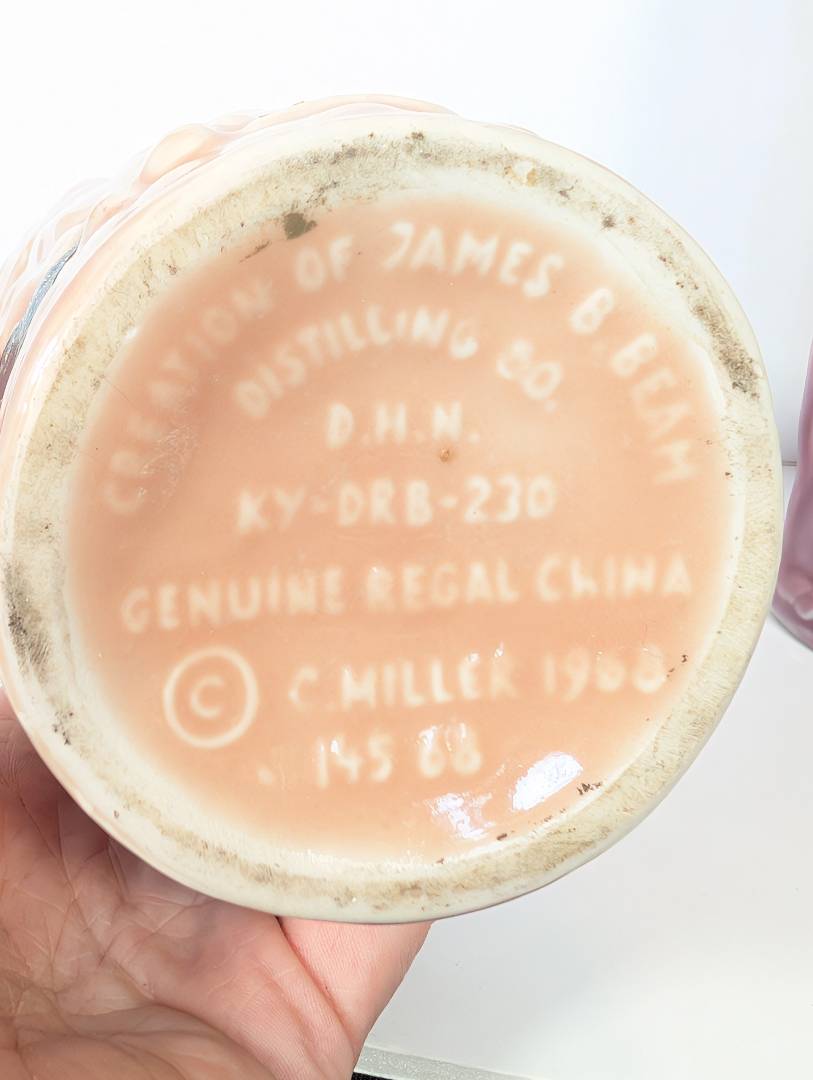 CREATION OF JAMES B. BEAM
DISTILLING CO.
D.H.N.
KY-DRB-230
GENUINE REGAL CHINA
© C. MILLER 1968
145 68